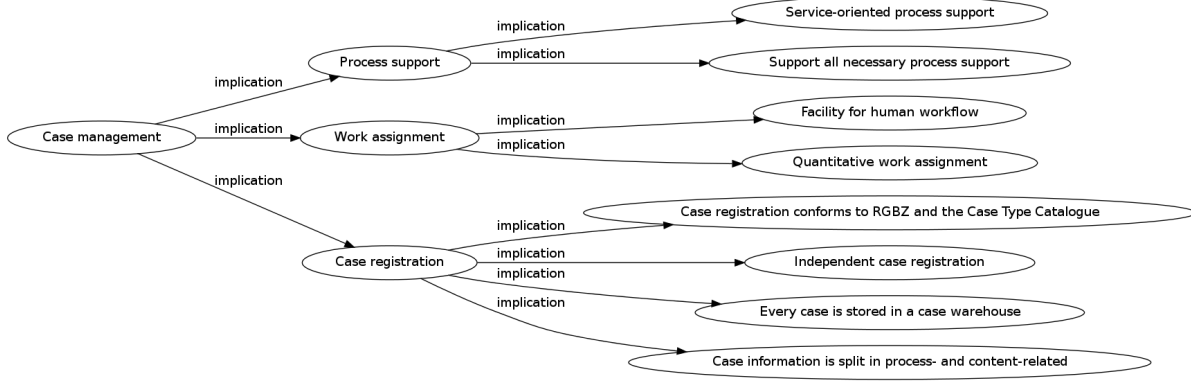 Service-oriented process support
implication
Process support
implication
Support all necessary process support
implication
Facility for human workflow
implication
Case management
implication
Work assignment
implication
Quantitative work assignment
implication
Case registration conforms to RGBZ and the Case Type Catalogue
implication
Case registration
implication
Independent case registration
implication
Every case is stored in a case warehouse
implication
Case information is split in process- and content-related